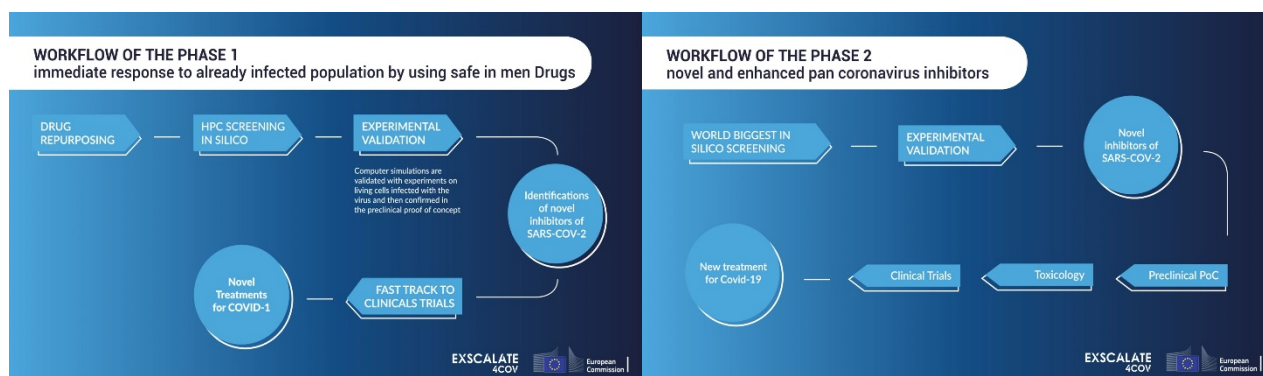 WORKFLOW OF THE PHASE 1
immediate response to already infected population by using safe in men Drugs
DRUG
REPURPOSING
HPC SCREENING
IN SILICO
EXPERIMENTAL
VALIDATION
Computer simulations are
validated with experiments on
living cells infected with the
virus and then confirmed in
the preclinical proof of concept
Identifications
of novel
inhibitors of
SARS-COV-2
FAST TRACK TO
CLINICALS TRIALS
Novel
Treatments
for COVID-1
EXSCALATE
4COV
European
Commission
WORKFLOW OF THE PHASE 2
novel and enhanced pan coronavirus inhibitors
WORLD BIGGEST IN
SILICO SCREENING
EXPERIMENTAL
VALIDATION
Novel
inhibitors of
SARS-COV-2
Preclinical PoC
Toxicology
Clinical Trials
New treatment
for Covid-19
EXSCALATE
4COV
European
Commission